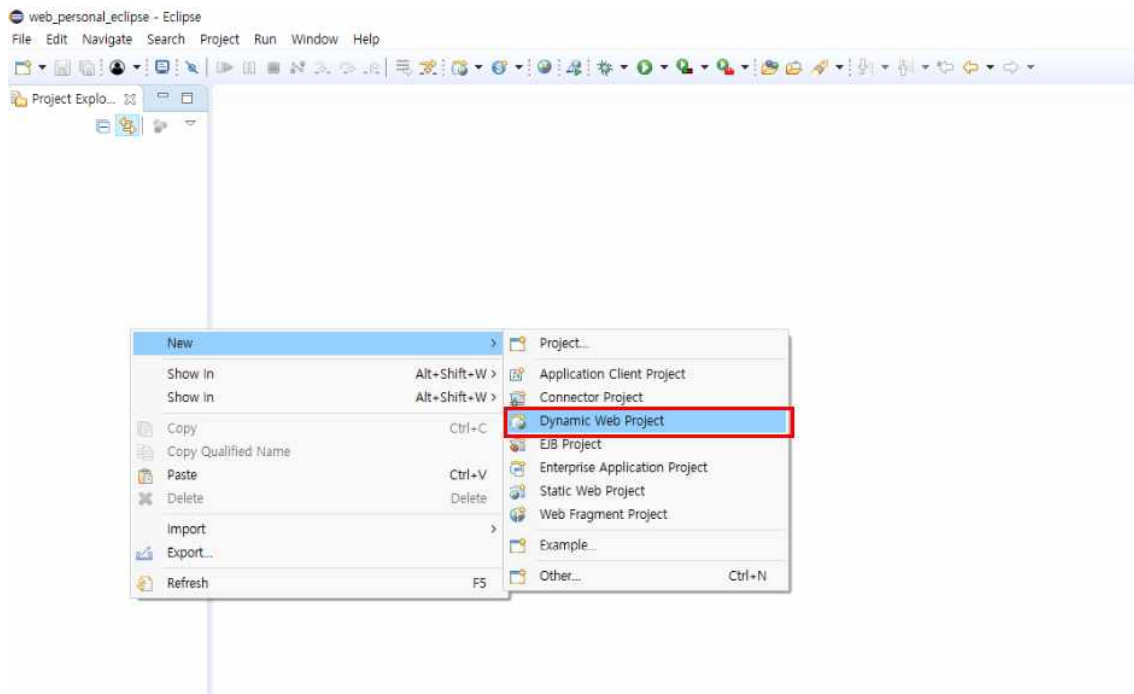 web_personal_eclipse - Eclipse
File Edit Navigate Search Project Run Window Help
Project Explo...
New
Show In Alt+Shift+W
Show In Alt+Shift+W
Copy Ctrl+C
Copy Qualified Name
Paste Ctrl+V
Delete Delete
Import
Export...
Refresh F5
Project...
Application Client Project
Connector Project
Dynamic Web Project
EJB Project
Enterprise Application Project
Static Web Project
Web Fragment Project
Example...
Other... Ctrl+N